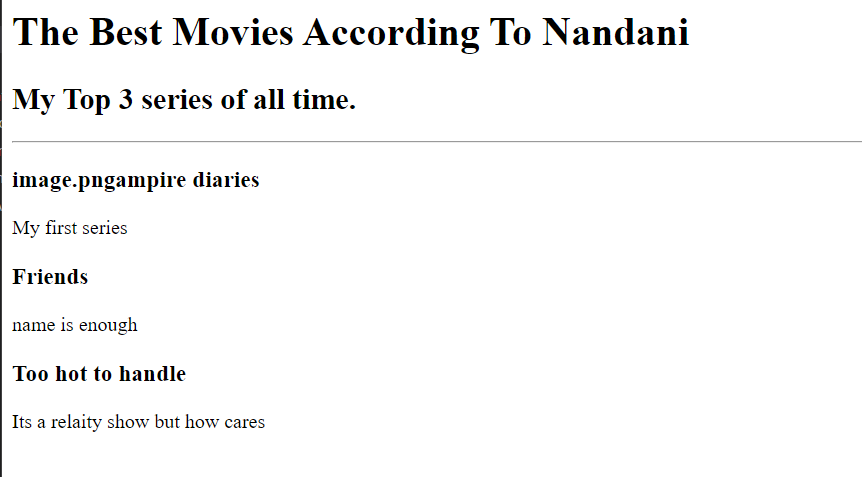 The Best Movies According To Nandani
My Top 3 series of all time.
image.pngampire diaries
My first series
Friends
name is enough
Too hot to handle
Its a relaity show but how cares